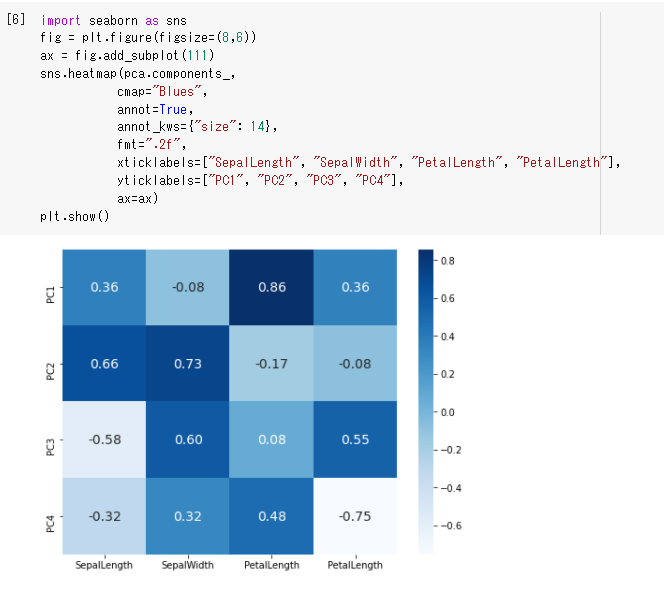 [6] import seaborn as sns
fig = plt.figure(figsize=(8,6))
ax = fig.add_subplot(111)
sns.heatmap(pca.components_,
cmap="Blues",
annot=True,
annot_kws={"size": 14},
fmt=".2f",
xticklabels=["SepalLength", "SepalWidth", "PetalLength", "PetalLength"],
yticklabels=["PC1", "PC2", "PC3", "PC4"],
ax=ax)
plt.show()
PC1 0.36 -0.08 0.86 0.36
PC2 0.66 0.73 -0.17 -0.08
PC3 -0.58 0.60 0.08 0.55
PC4 -0.32 0.32 0.48 -0.75
SepalLength SepalWidth PetalLength PetalLength
0.8
0.6
0.4
0.2
0.0
−0.2
−0.4
−0.6